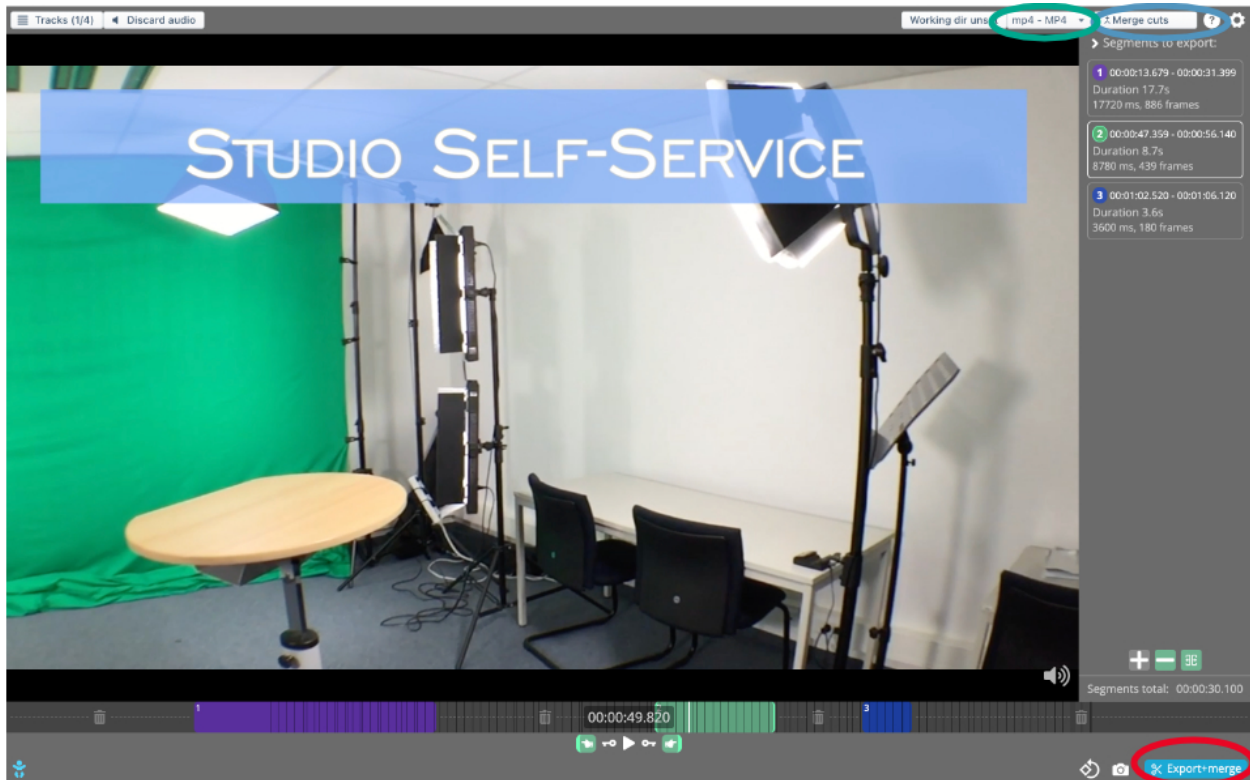 Tracks (1/4)
Discard audio
Working dir uns
mp4 - MP4
Merge cuts
?
Segments to export:
1 00:00:13.679 - 00:00:31.399
Duration 17.7s
17720 ms, 886 frames
2 00:00:47.359 - 00:00:56.140
Duration 8.7s
8780 ms, 439 frames
3 00:01:02.520 - 00:01:06.120
Duration 3.6s
3600 ms, 180 frames
STUDIO SELF-SERVICE
Segments total: 00:00:30.100
1
00:00:49.820
3
Export+merge